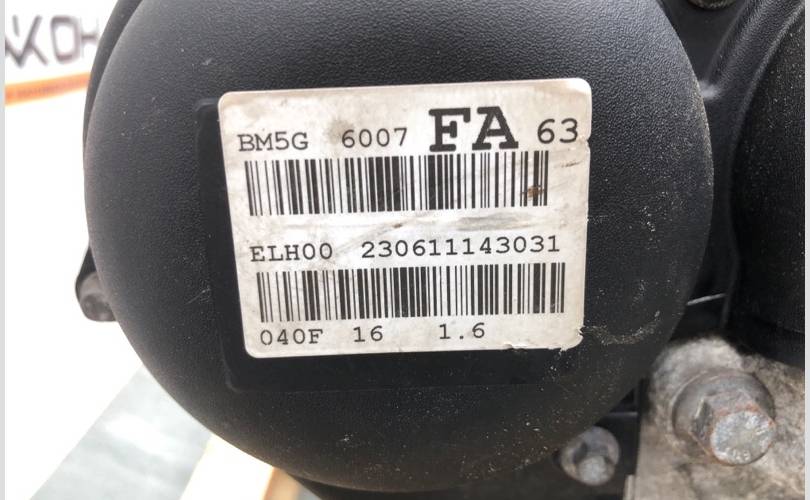 BM5G 6007 FA 63
ELH00 230611143031
040F 16 1.6